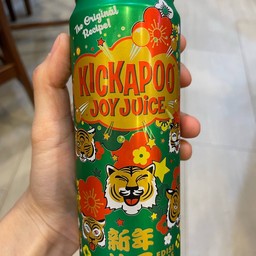 The Original
Recipe!
KICKAPOO
JOY JUICE
新年